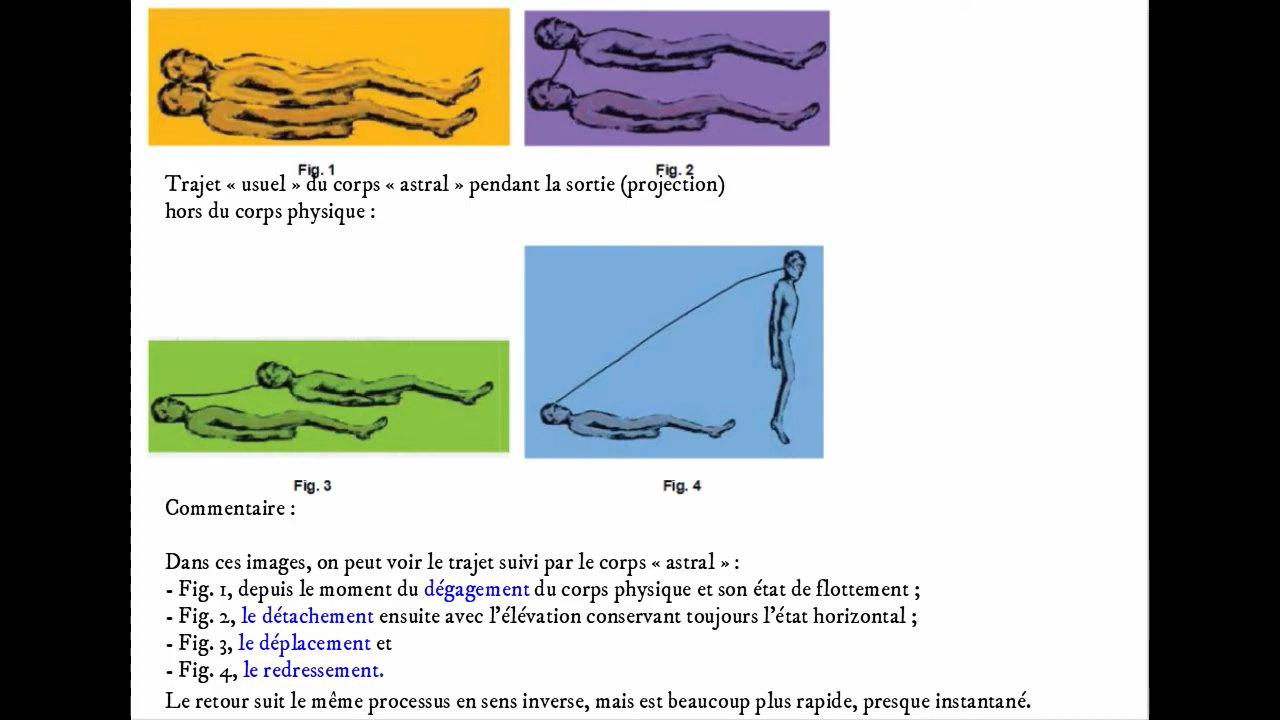 Fig. 1
Fig. 2
Trajet « usuel » du corps « astral » pendant la sortie (projection)
hors du corps physique :
Fig. 3
Fig. 4
Commentaire :
Dans ces images, on peut voir le trajet suivi par le corps « astral » :
- Fig. 1, depuis le moment du dégagement du corps physique et son état de flottement ;
- Fig. 2, le détachement ensuite avec l'élévation conservant toujours l'état horizontal ;
- Fig. 3, le déplacement et
- Fig. 4, le redressement.
Le retour suit le même processus en sens inverse, mais est beaucoup plus rapide, presque instantané.